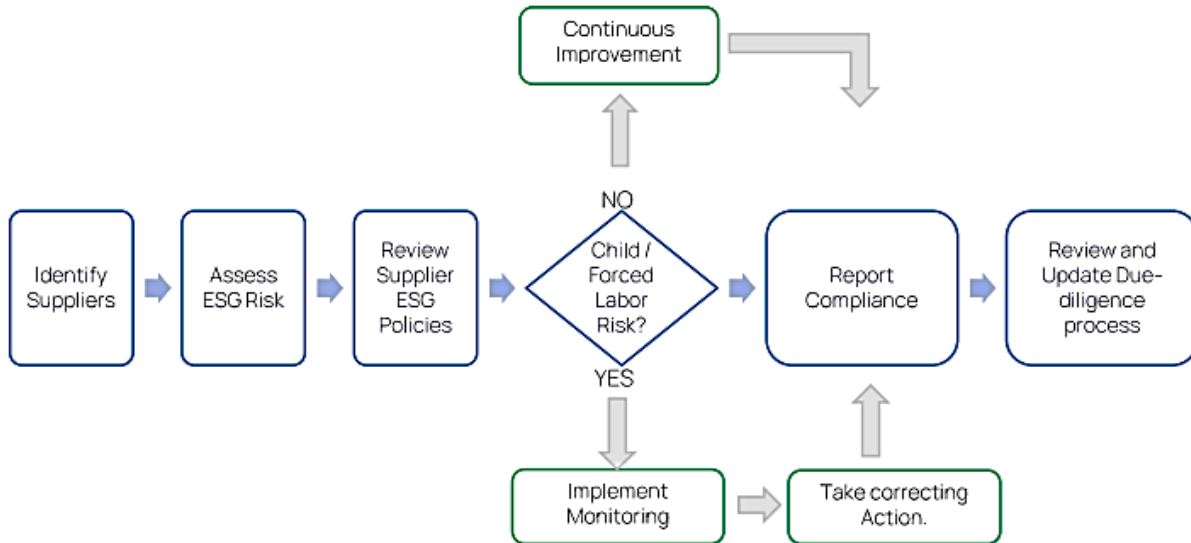 Continuous
Improvement
NO
Identify
Suppliers
Assess
ESG Risk
Review
Supplier
ESG
Policies
Child /
Forced
Labor
Risk?
Report
Compliance
Review and
Update Due-
diligence
process
YES
Implement
Monitoring
Take correcting
Action.